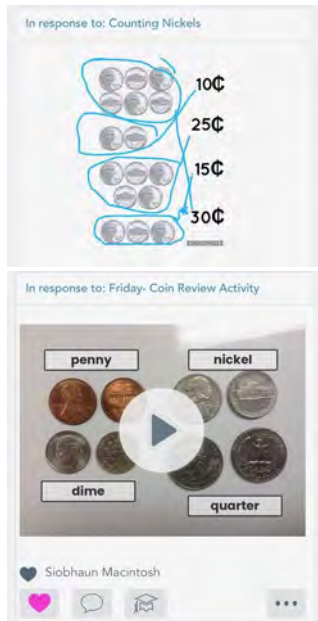 In response to: Counting Nickels
10¢
25¢
15¢
30¢
In response to: Friday- Coin Review Activity
penny
nickel
dime
quarter
Siobhaun Macintosh